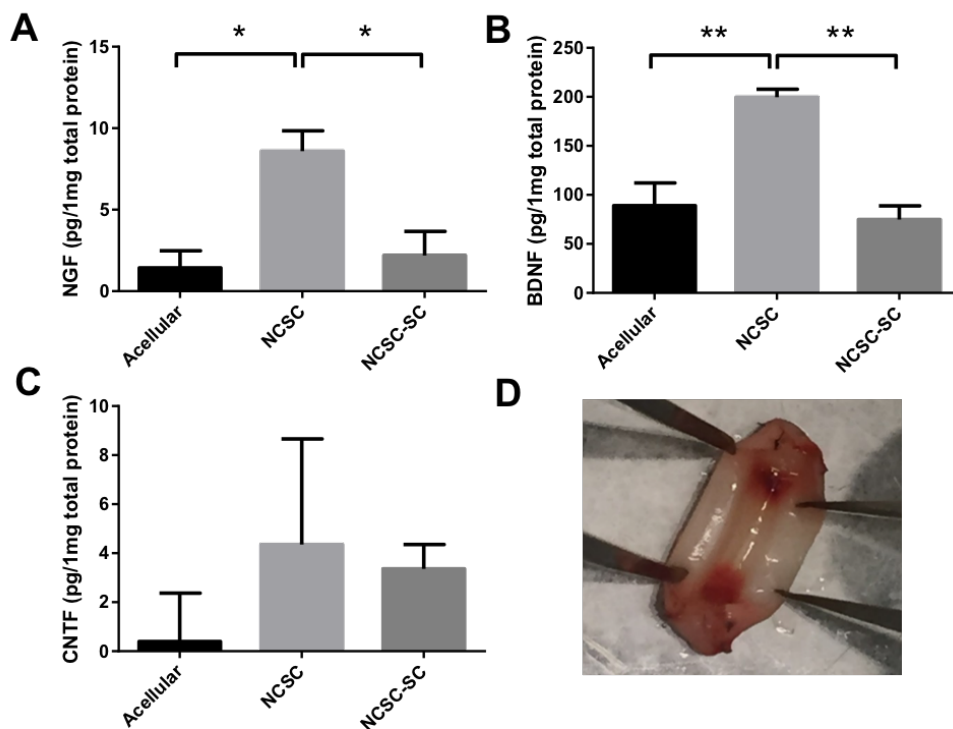 A
NGF (pg/1mg total protein)
15
10
5
0
*
*
Acellular
NCSC
NCSC-SC
B
BDNF (pg/1mg total protein)
250
200
150
100
50
0
**
**
Acellular
NCSC
NCSC-SC
C
CNTF (pg/1mg total protein)
10
8
6
4
2
0
Acellular
NCSC
NCSC-SC
D